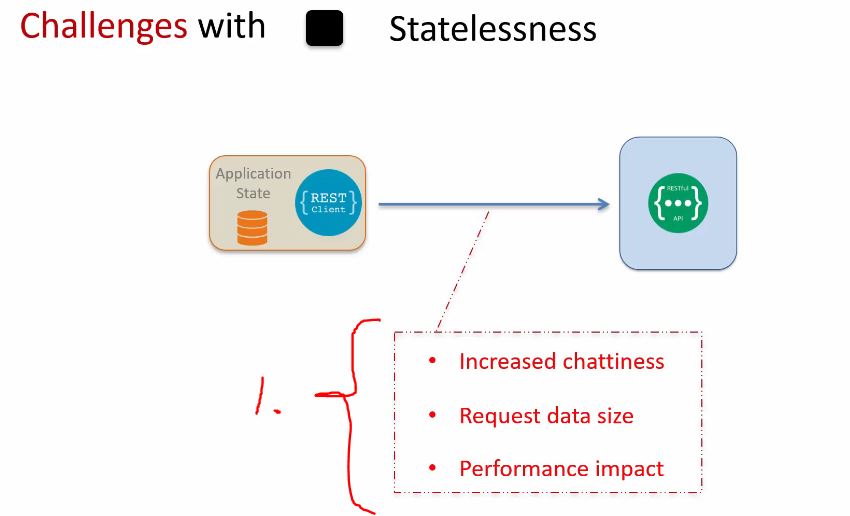 Challenges with Statelessness
Application
State
{REST}
Client
RESTful
{•••}
API
1.
• Increased chattiness
• Request data size
• Performance impact